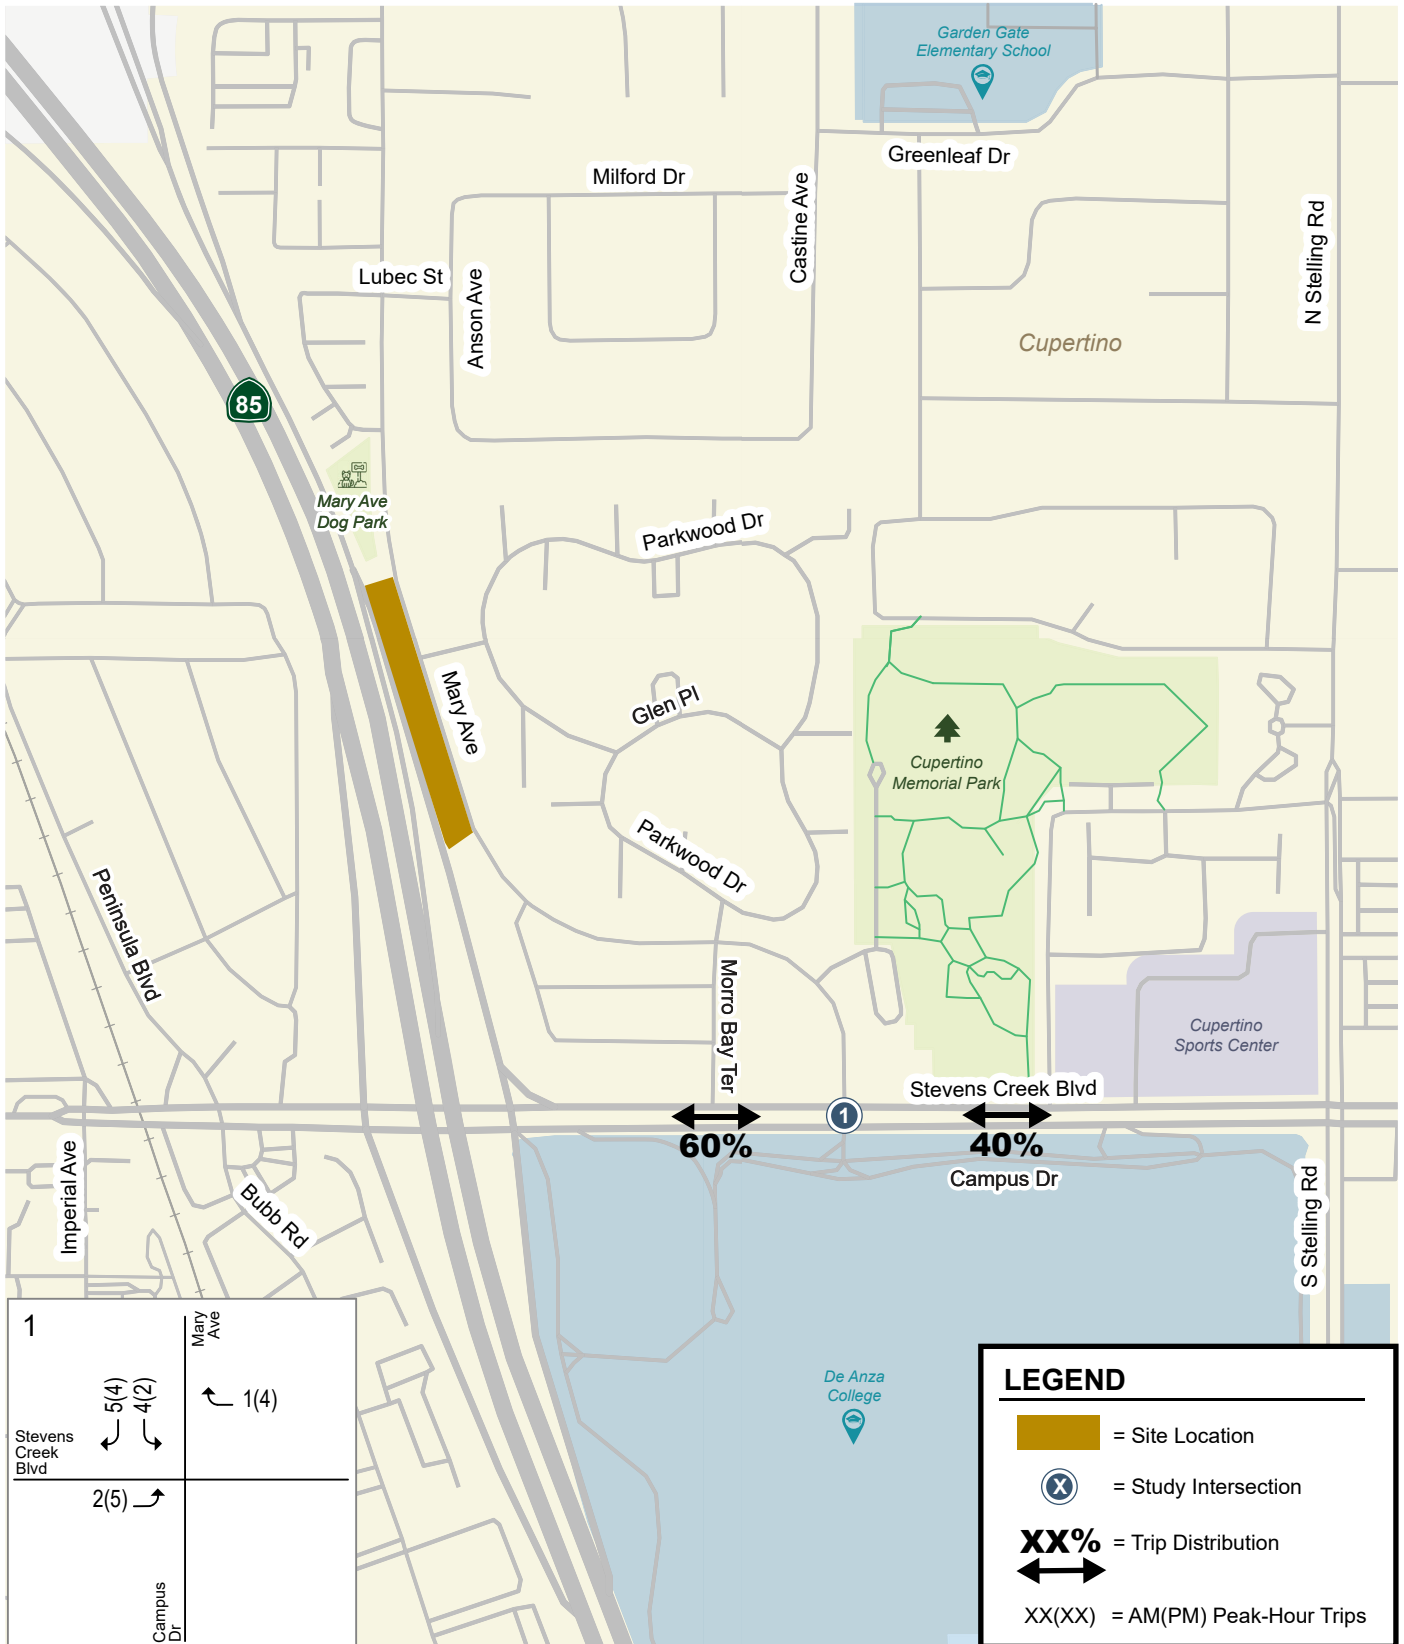 Garden Gate
Elementary School
Greenleaf Dr
Milford Dr
Castine Ave
N Stelling Rd
Lubec St
Anson Ave
Cupertino
85
Mary Ave
Dog Park
Parkwood Dr
Mary Ave
Glen Pl
Cupertino
Memorial Park
Parkwood Dr
Peninsula Blvd
Morro Bay Ter
Cupertino
Sports Center
Stevens Creek Blvd
1
60%
40%
Campus Dr
Imperial Ave
Bubb Rd
S Stelling Rd
De Anza
College
1
Mary
Ave
5(4)
4(2)
1(4)
Stevens
Creek
Blvd
2(5)
Campus
Dr
LEGEND
= Site Location
X = Study Intersection
XX% = Trip Distribution
XX(XX) = AM(PM) Peak-Hour Trips